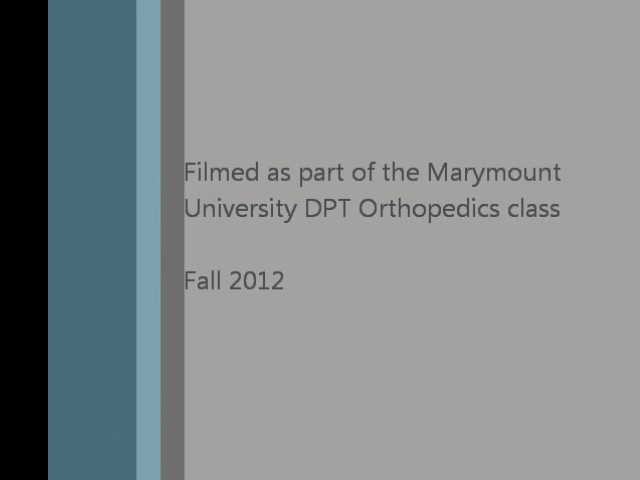 Filmed as part of the Marymount
University DPT Orthopedics class
Fall 2012